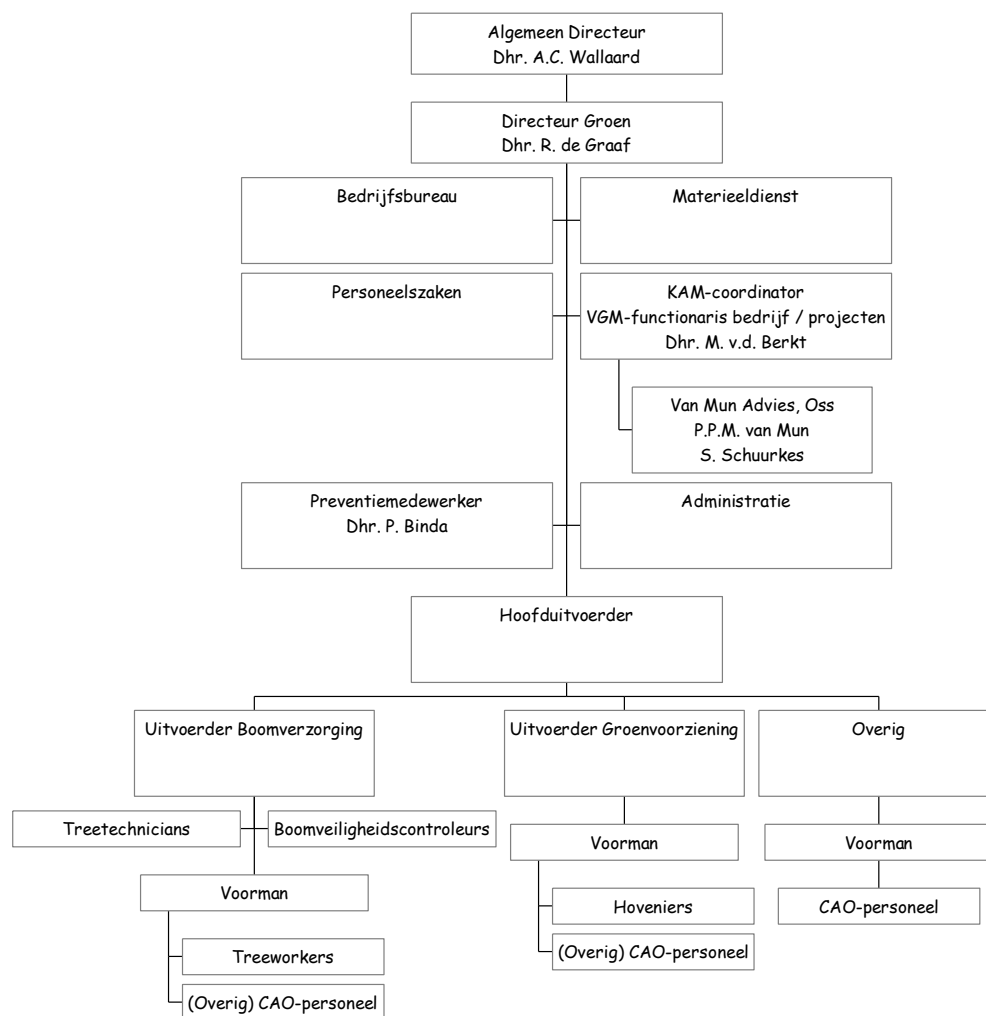 Algemeen Directeur
Dhr. A.C. Wallaard
Directeur Groen
Dhr. R. de Graaf
Bedrijfsbureau
Materieeldienst
Personeelszaken
KAM-coordinator
VGM-functionaris bedrijf / projecten
Dhr. M. v.d. Berkt
Van Mun Advies, Oss
P.P.M. van Mun
S. Schuurkes
Preventiemedewerker
Dhr. P. Binda
Administratie
Hoofduitvoerder
Uitvoerder Boomverzorging
Uitvoerder Groenvoorziening
Overig
Treetechnicians
Boomveiligheidscontroleurs
Voorman
Voorman
Voorman
Treeworkers
(Overig) CAO-personeel
Hoveniers
(Overig) CAO-personeel
CAO-personeel